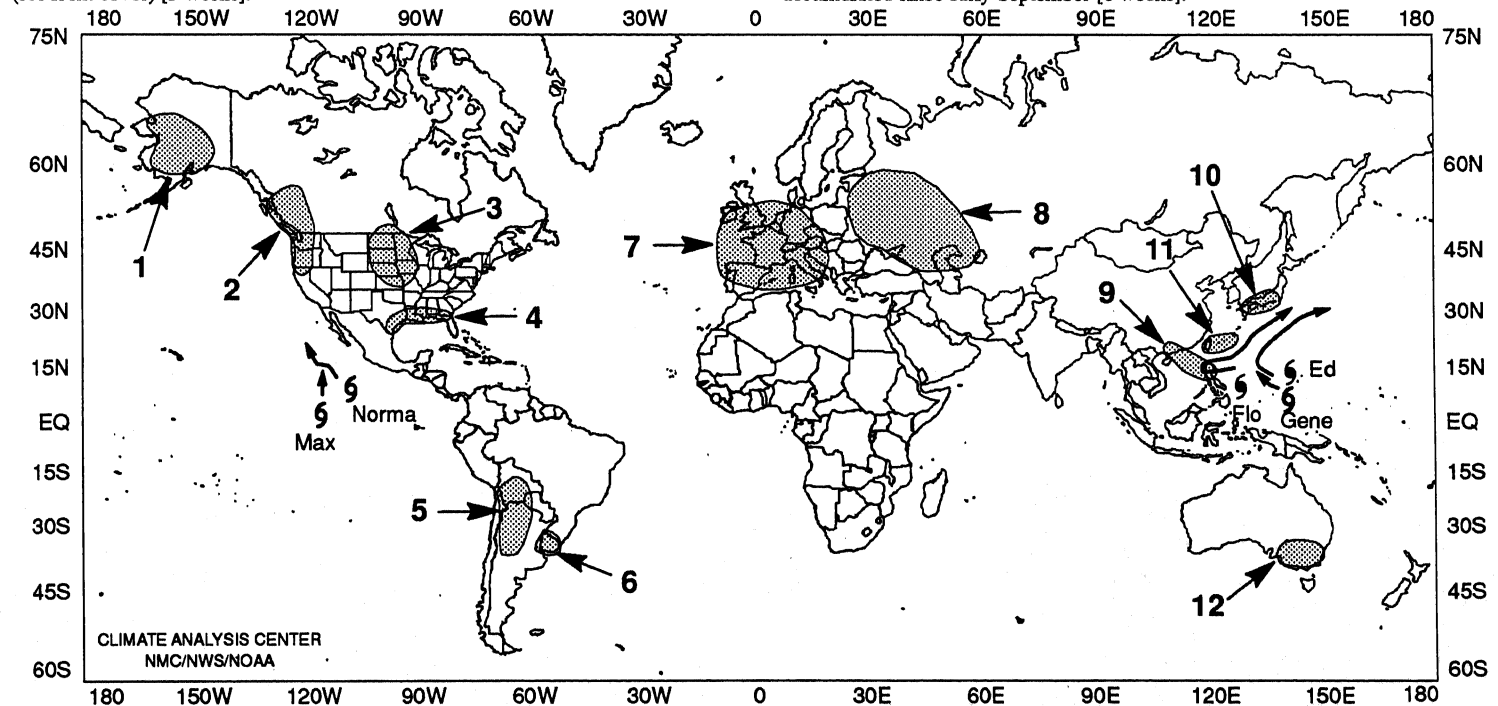 180 150W 120W 90W 60W 30W 0 30E 60E 90E 120E 150E 180
75N 75N
60N 60N
10
3
8
7
45N 45N
11
1
2
9
30N 30N
4
15N 15N
Ed
Norma
Flo
Gene
EQ EQ
Max
15S 15S
5
30S 30S
6
45S 45S
12
CLIMATE ANALYSIS CENTER
NMC/NWS/NOAA
60S 60S
180 150W 120W 90W 60W 30W 0 30E 60E 90E 120E 150E 180